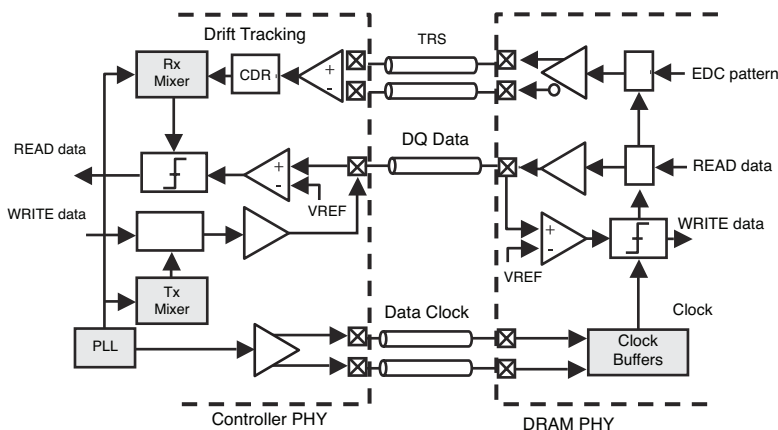 Drift Tracking
TRS
Rx
Mixer
CDR
+
-
EDC pattern
READ data
DQ Data
+
-
VREF
READ data
WRITE data
+
-
VREF
WRITE data
Tx
Mixer
PLL
Data Clock
Clock
Clock
Buffers
Controller PHY
DRAM PHY